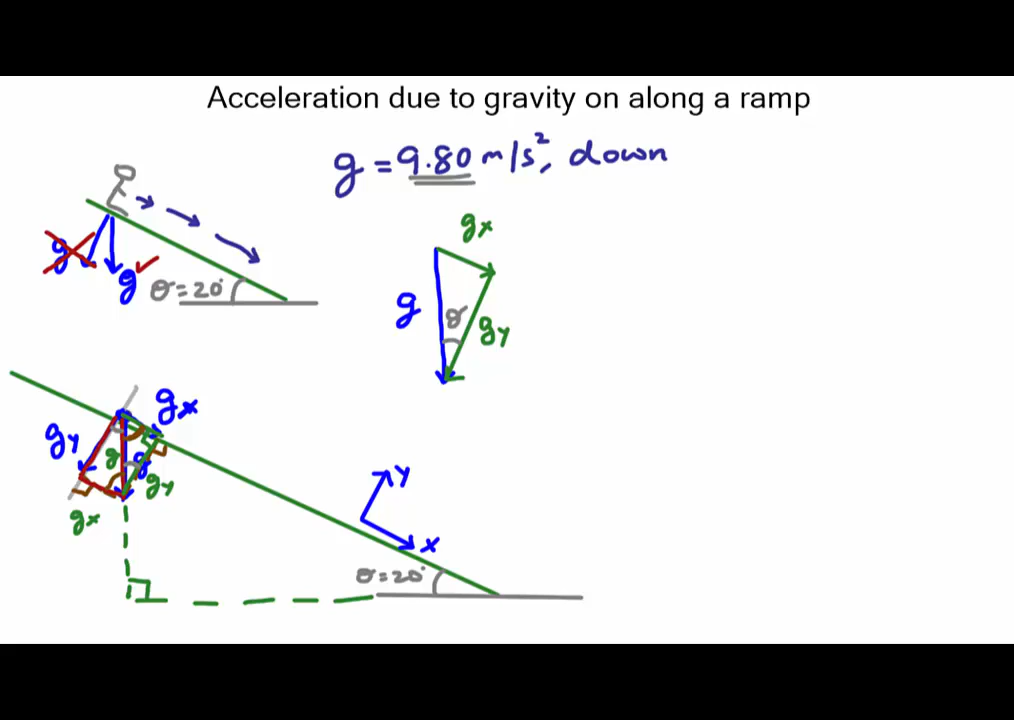 Acceleration due to gravity on along a ramp
g = 9.80 m/s², down
g
g
θ = 20°
gx
g
θ
gy
gx
gy
g
g
gy
gx
Y
X
θ = 20°